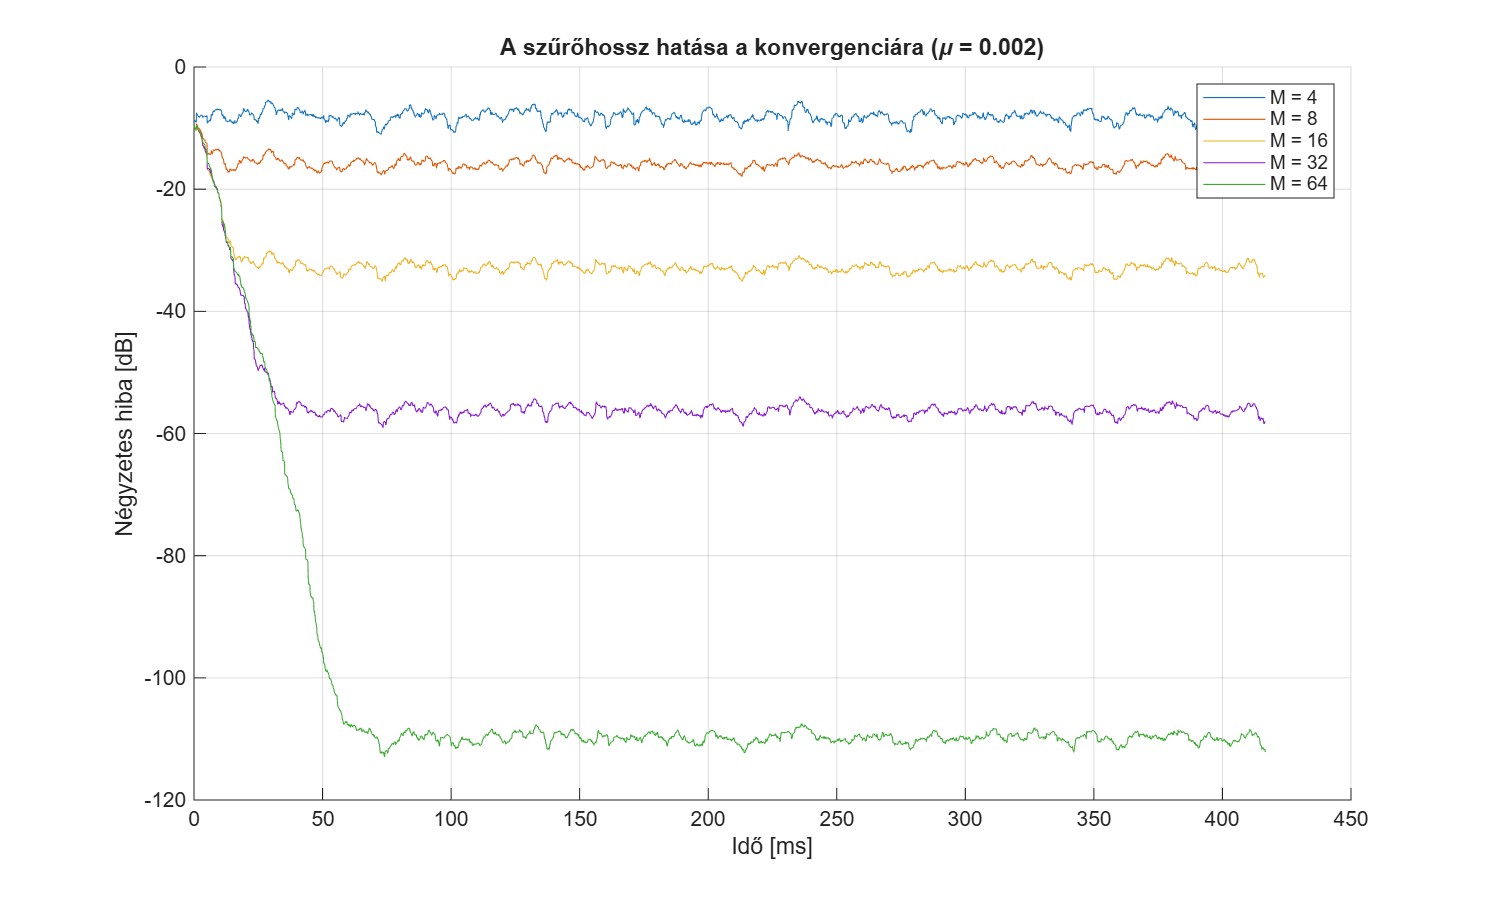 A szűrőhossz hatása a konvergenciára (μ = 0.002)
M = 4
M = 8
M = 16
M = 32
M = 64
Négyzetes hiba [dB]
0
-20
-40
-60
-80
-100
-120
0 50 100 150 200 250 300 350 400 450
Idő [ms]